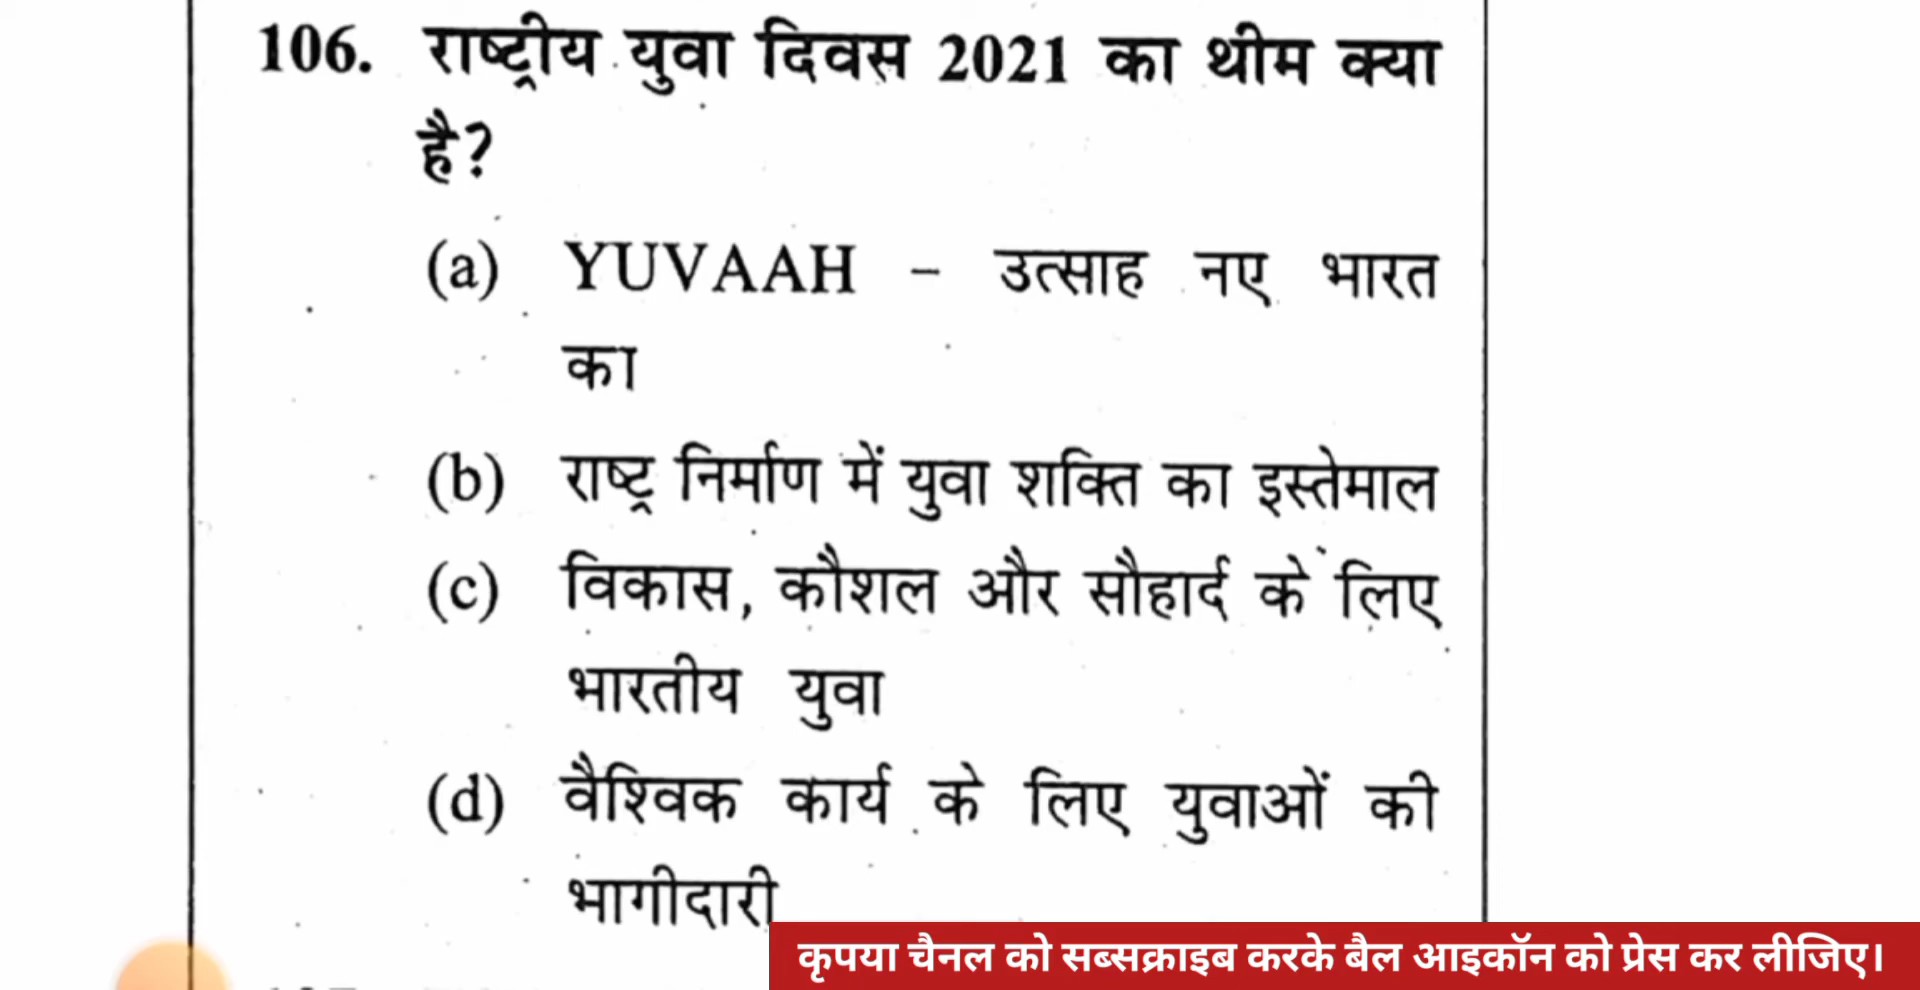 106. राष्ट्रीय युवा दिवस 2021 का थीम क्या
है?
(a) YUVAAH - उत्साह नए भारत
का
(b) राष्ट्र निर्माण में युवा शक्ति का इस्तेमाल
(c) विकास, कौशल और सौहार्द के लिए
भारतीय युवा
(d) वैश्विक कार्य के लिए युवाओं की
भागीदारी
कृपया चैनल को सब्सक्राइब करके बैल आइकॉन को प्रेस कर लीजिए।